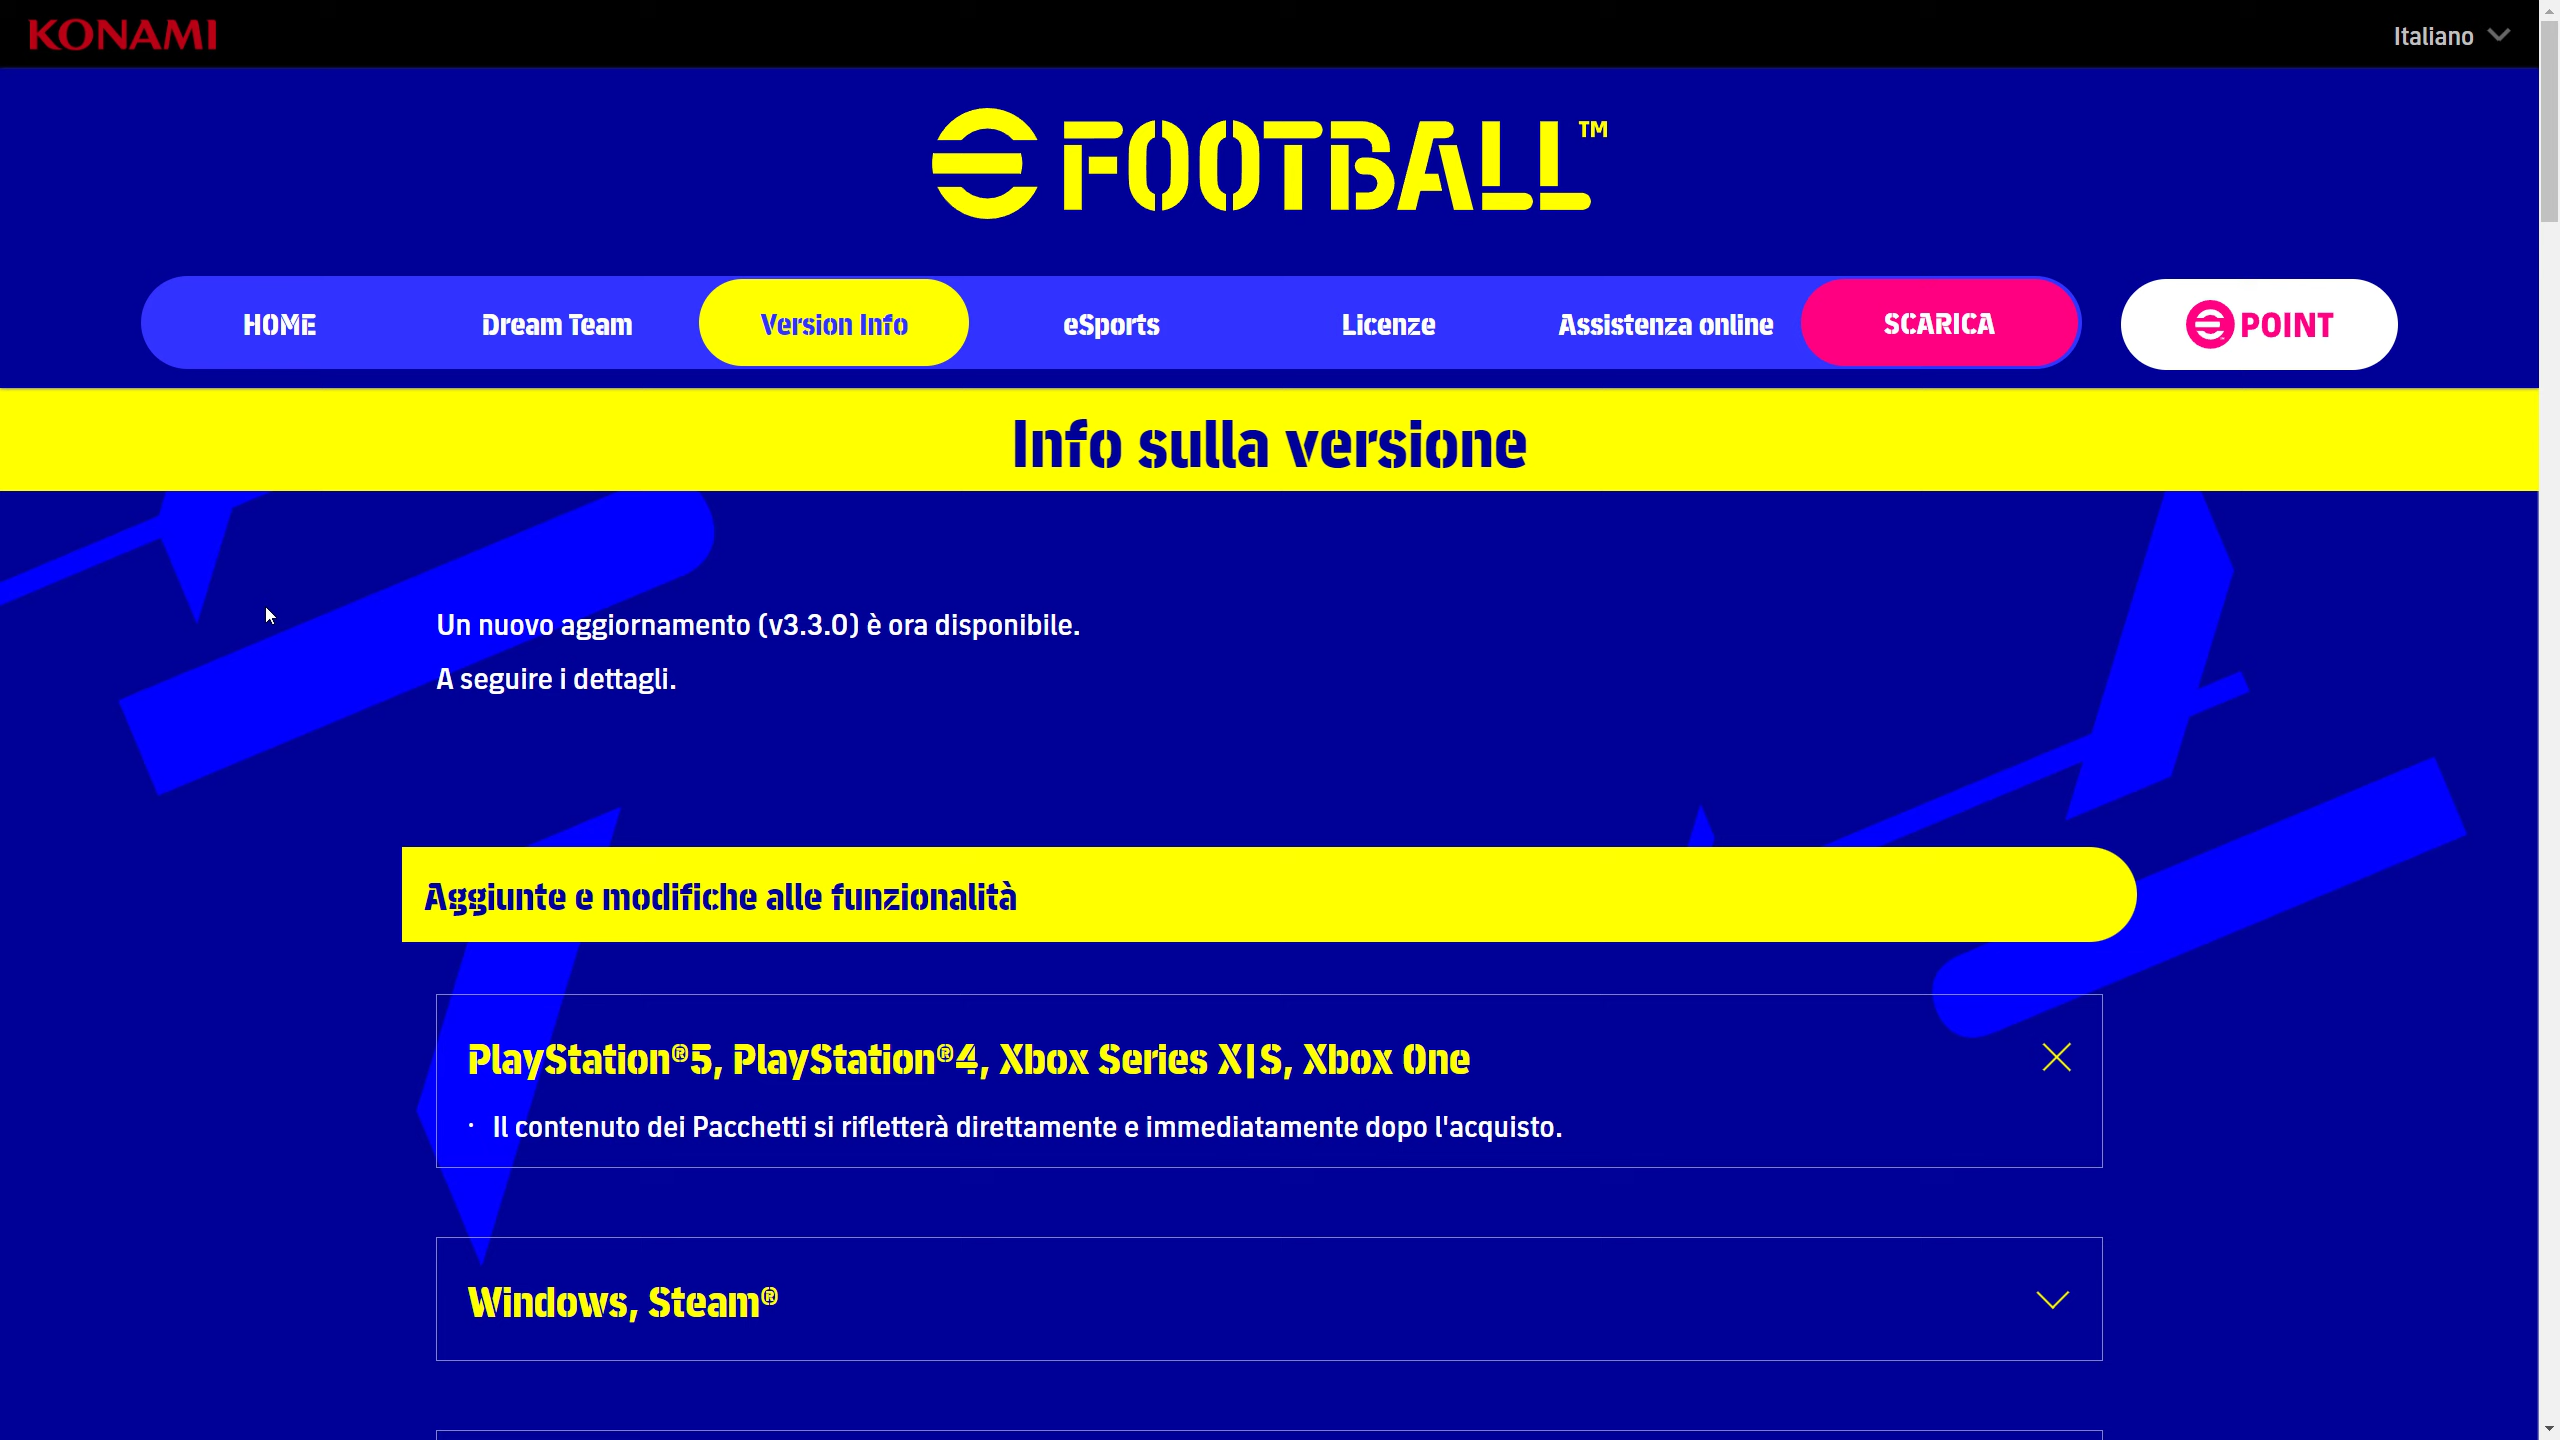 KONAMI
Italiano
FOOTBALL™
HOME
Dream Team
Version Info
eSports
Licenze
Assistenza online
SCARICA
POINT
Info sulla versione
Un nuovo aggiornamento (v3.3.0) è ora disponibile.
A seguire i dettagli.
Aggiunte e modifiche alle funzionalità
PlayStation®5, PlayStation®4, Xbox Series X|S, Xbox One
· Il contenuto dei Pacchetti si rifletterà direttamente e immediatamente dopo l'acquisto.
Windows, Steam®